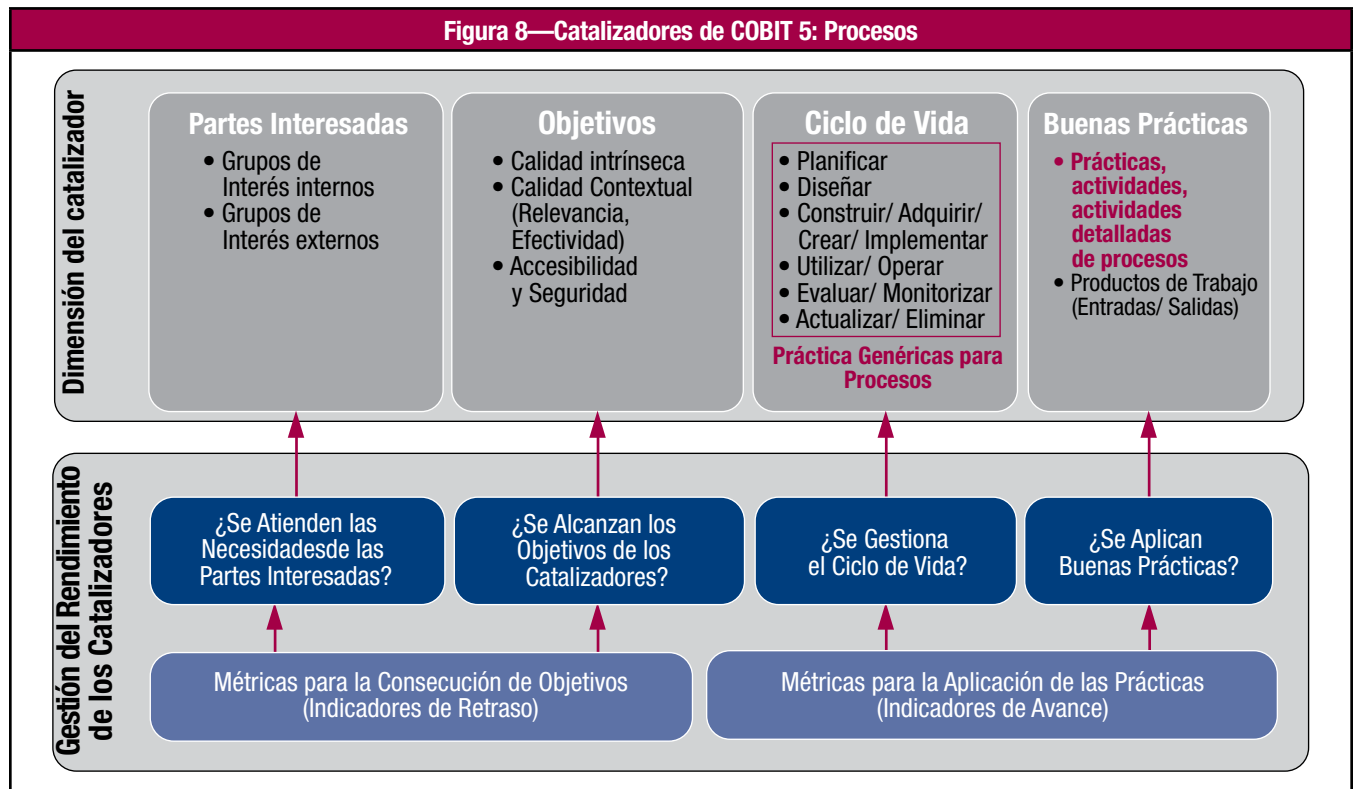 Figura 8—Catalizadores de COBIT 5: Procesos
Dimensión del catalizador
Partes Interesadas
• Grupos de
Interés internos
• Grupos de
Interés externos
Objetivos
• Calidad intrínseca
• Calidad Contextual
(Relevancia,
Efectividad)
• Accesibilidad
y Seguridad
Ciclo de Vida
• Planificar
• Diseñar
• Construir/ Adquirir/
Crear/ Implementar
• Utilizar/ Operar
• Evaluar/ Monitorizar
• Actualizar/ Eliminar
Práctica Genéricas para
Procesos
Buenas Prácticas
• Prácticas,
actividades,
actividades
detalladas
de procesos
• Productos de Trabajo
(Entradas/ Salidas)
Gestión del Rendimiento
de los Catalizadores
¿Se Atienden las
Necesidadesde las
Partes Interesadas?
¿Se Alcanzan los
Objetivos de los
Catalizadores?
¿Se Gestiona
el Ciclo de Vida?
¿Se Aplican
Buenas Prácticas?
Métricas para la Consecución de Objetivos
(Indicadores de Retraso)
Métricas para la Aplicación de las Prácticas
(Indicadores de Avance)